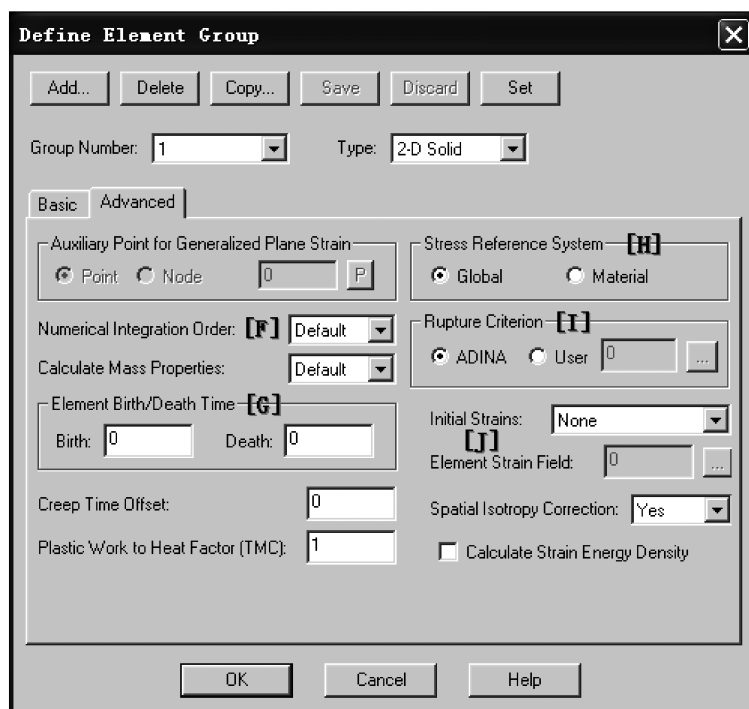 Define Element Group
Add... Delete Copy... Save Discard Set
Group Number: 1 Type: 2-D Solid
Basic Advanced
Auxiliary Point for Generalized Plane Strain
Point Node 0 P
Stress Reference System [H]
Global Material
Numerical Integration Order: [F] Default
Calculate Mass Properties: Default
Rupture Criterion [I]
ADINA User 0 ...
Element Birth/Death Time [G]
Birth: 0 Death: 0
Initial Strains: None
[J]
Element Strain Field: 0 ...
Creep Time Offset: 0
Plastic Work to Heat Factor (TMC): 1
Spatial Isotropy Correction: Yes
Calculate Strain Energy Density
OK Cancel Help